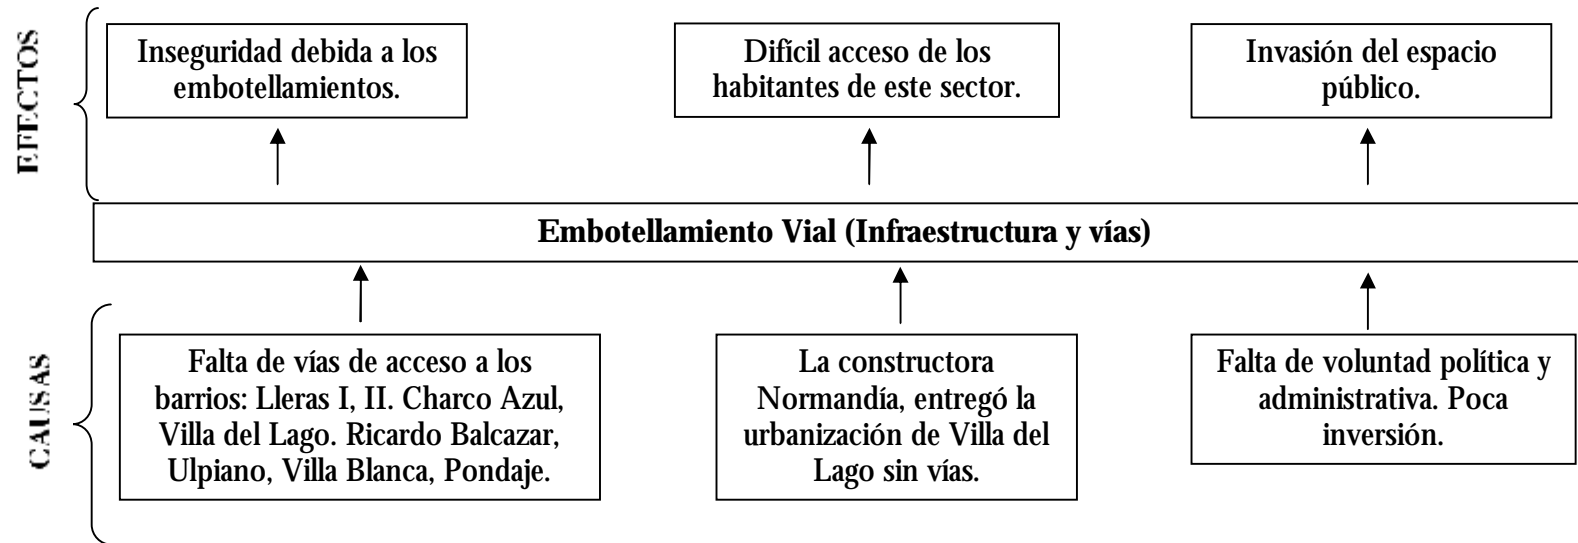 EFECTOS
Inseguridad debida a los
embotellamientos.
Difícil acceso de los
habitantes de este sector.
Invasión del espacio
público.
Embotellamiento Vial (Infraestructura y vías)
CAUSAS
Falta de vías de acceso a los
barrios: Lleras I, II. Charco Azul,
Villa del Lago. Ricardo Balcazar,
Ulpiano, Villa Blanca, Pondaje.
La constructora
Normandía, entregó la
urbanización de Villa del
Lago sin vías.
Falta de voluntad política y
administrativa. Poca
inversión.